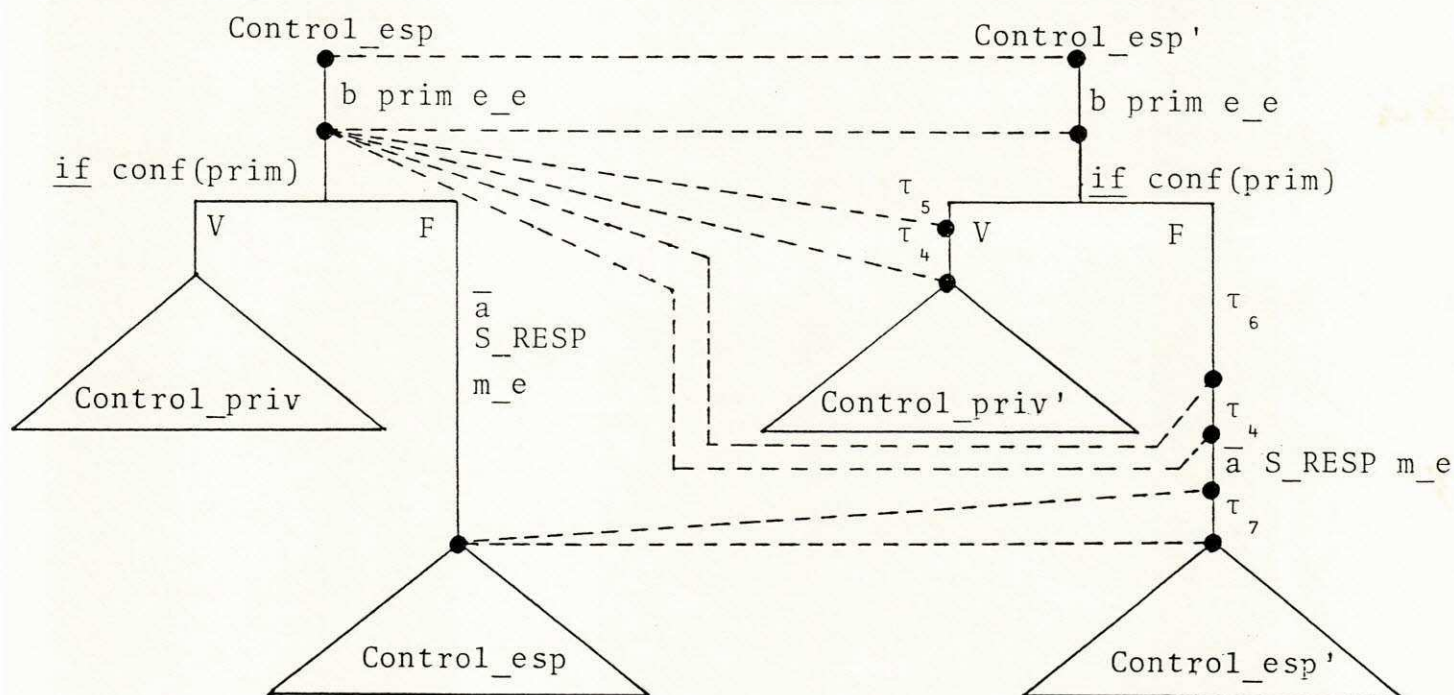 Control_esp
Control_esp'
b prim e_e
b prim e_e
if conf(prim)
if conf(prim)
τ5
V
F
τ4
V
F
a̅
S_RESP
m_e
τ6
Control_priv
Control_priv'
τ4
a̅ S_RESP m_e
τ7
Control_esp
Control_esp'